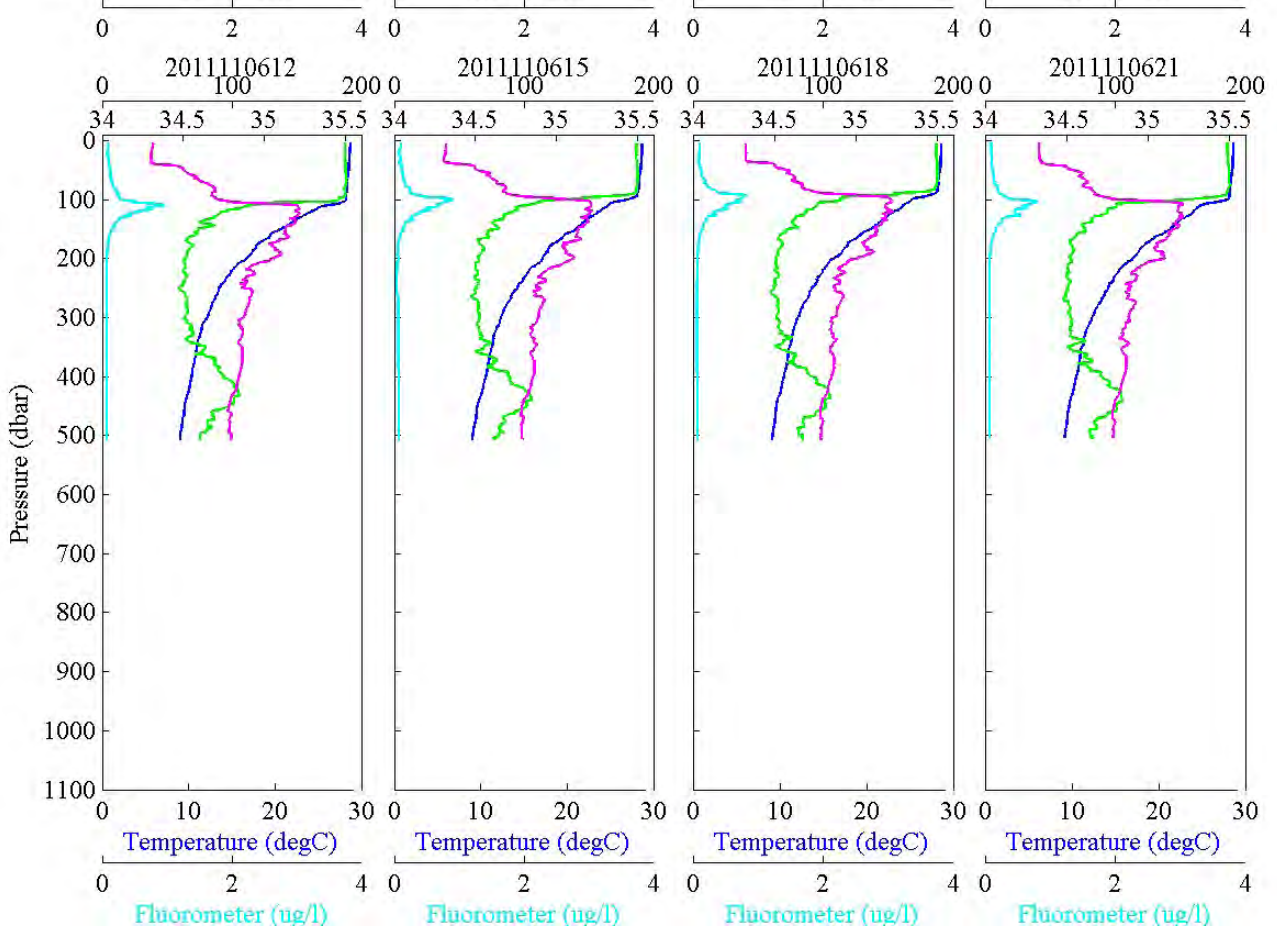 0 2 4 0 2 4 0 2 4 0 2 4
2011110612 2011110615 2011110618 2011110621
0 100 200 0 100 200 0 100 200 0 100 200
34 34.5 35 35.5 34 34.5 35 35.5 34 34.5 35 35.5 34 34.5 35 35.5
0
100
200
300
400
500
600
700
800
900
1000
1100
Pressure (dbar)
0 10 20 30 0 10 20 30 0 10 20 30 0 10 20 30
Temperature (degC) Temperature (degC) Temperature (degC) Temperature (degC)
0 2 4 0 2 4 0 2 4 0 2 4
Fluorometer (ug/l) Fluorometer (ug/l) Fluorometer (ug/l) Fluorometer (ug/l)